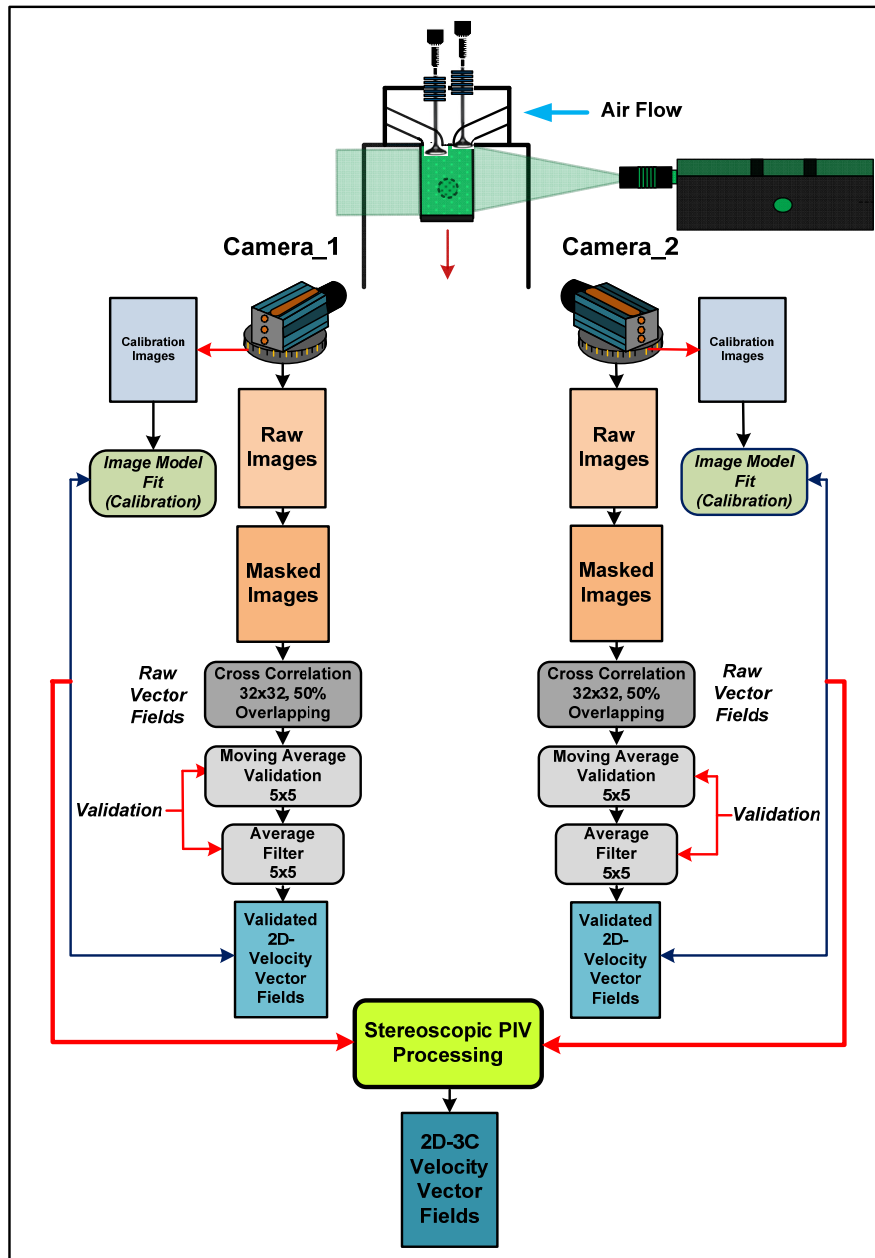 Air Flow
Camera_1
Camera_2
Calibration
Images
Calibration
Images
Raw
Images
Raw
Images
Image Model
Fit
(Calibration)
Image Model
Fit
(Calibration)
Masked
Images
Masked
Images
Raw
Vector
Fields
Cross Correlation
32x32, 50%
Overlapping
Cross Correlation
32x32, 50%
Overlapping
Raw
Vector
Fields
Moving Average
Validation
5x5
Moving Average
Validation
5x5
Validation
Validation
Average
Filter
5x5
Average
Filter
5x5
Validated
2D-
Velocity
Vector
Fields
Validated
2D-
Velocity
Vector
Fields
Stereoscopic PIV
Processing
2D-3C
Velocity
Vector
Fields